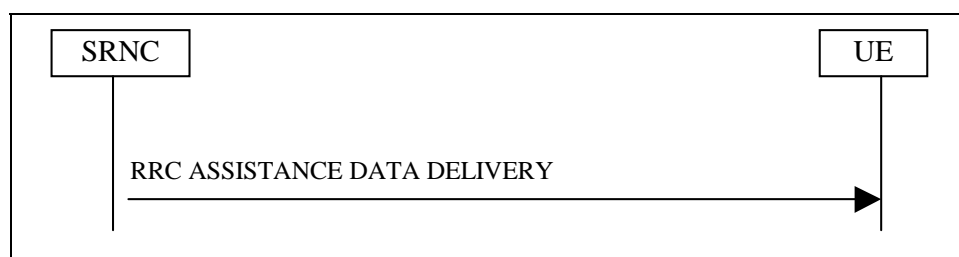 SRNC
UE
RRC ASSISTANCE DATA DELIVERY